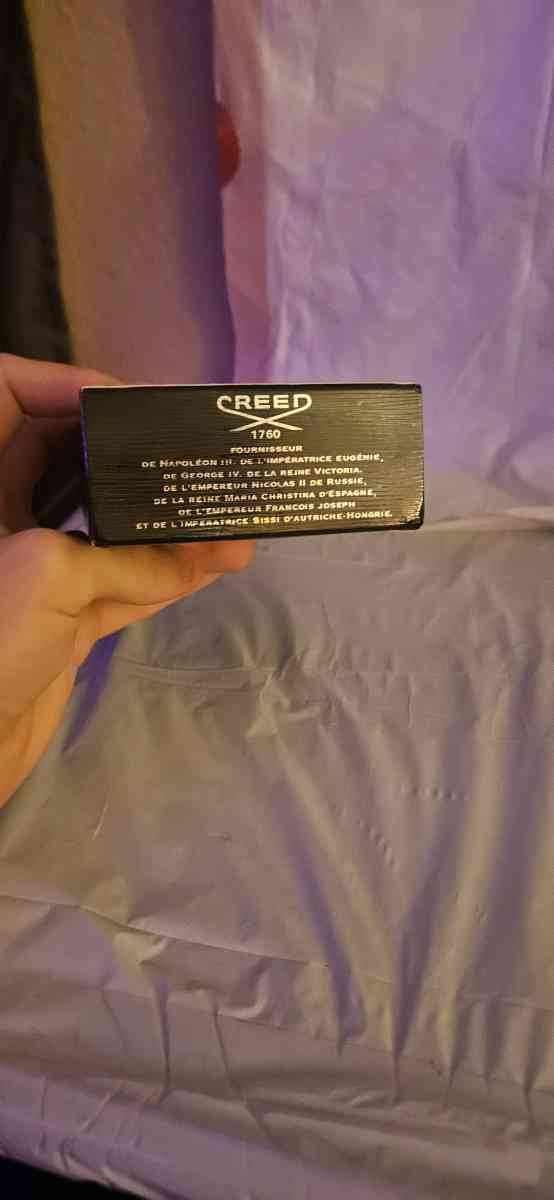 CREED
1760
FOURNISSEUR
DE NAPOLÉON III. DE L'IMPÉRATRICE EUGÉNIE,
DE GEORGE IV. DE LA REINE VICTORIA.
DE L'EMPEREUR NICOLAS II DE RUSSIE,
DE LA REINE MARIA CHRISTINA D'ESPAGNE,
DE L'EMPEREUR FRANCOIS JOSEPH
ET DE L'IMPERATRICE SISSI D'AUTRICHE-HONGRIE.